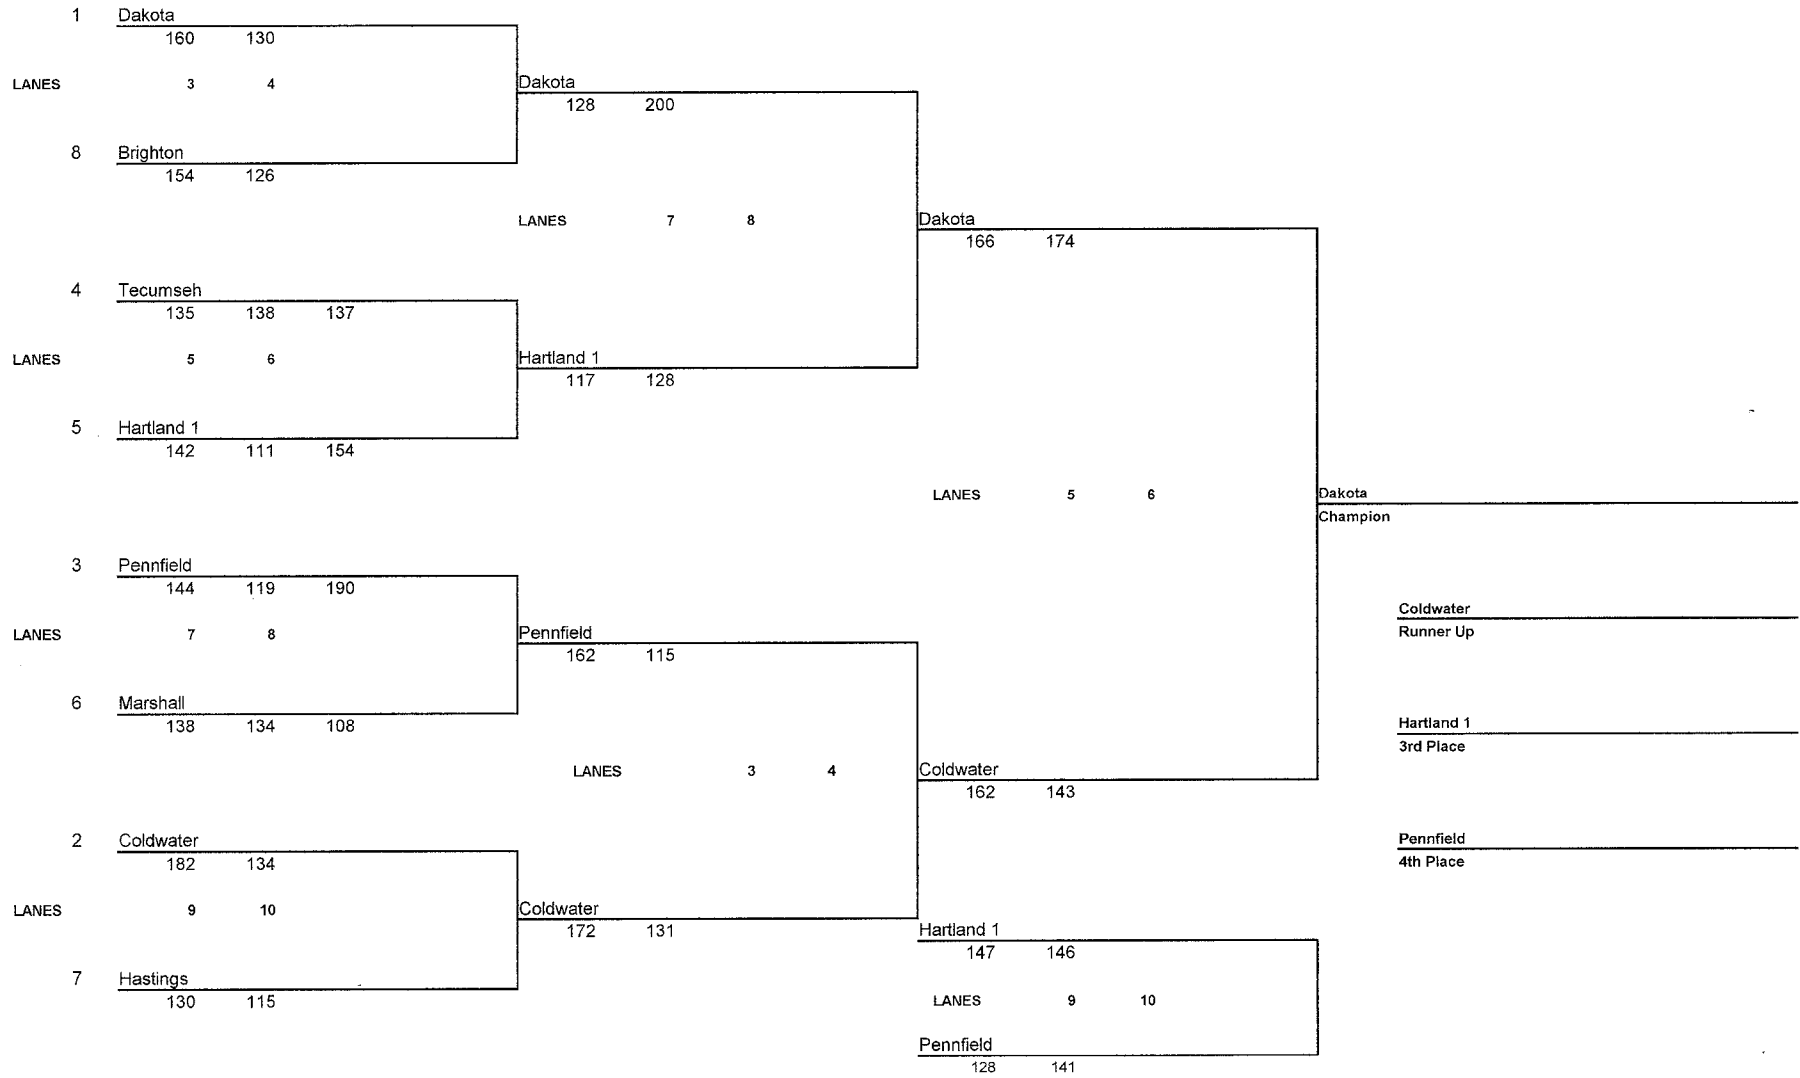 1 Dakota
160 130
LANES 3 4
Dakota
128 200
8 Brighton
154 126
LANES 7 8
Dakota
166 174
4 Tecumseh
135 138 137
LANES 5 6
Hartland 1
117 128
5 Hartland 1
142 111 154
LANES 5 6
Dakota
Champion
3 Pennfield
144 119 190
LANES 7 8
Pennfield
162 115
6 Marshall
138 134 108
LANES 3 4
Coldwater
162 143
2 Coldwater
182 134
LANES 9 10
Coldwater
172 131
7 Hastings
130 115
Hartland 1
147 146
LANES 9 10
Pennfield
128 141
Coldwater
Runner Up
Hartland 1
3rd Place
Pennfield
4th Place